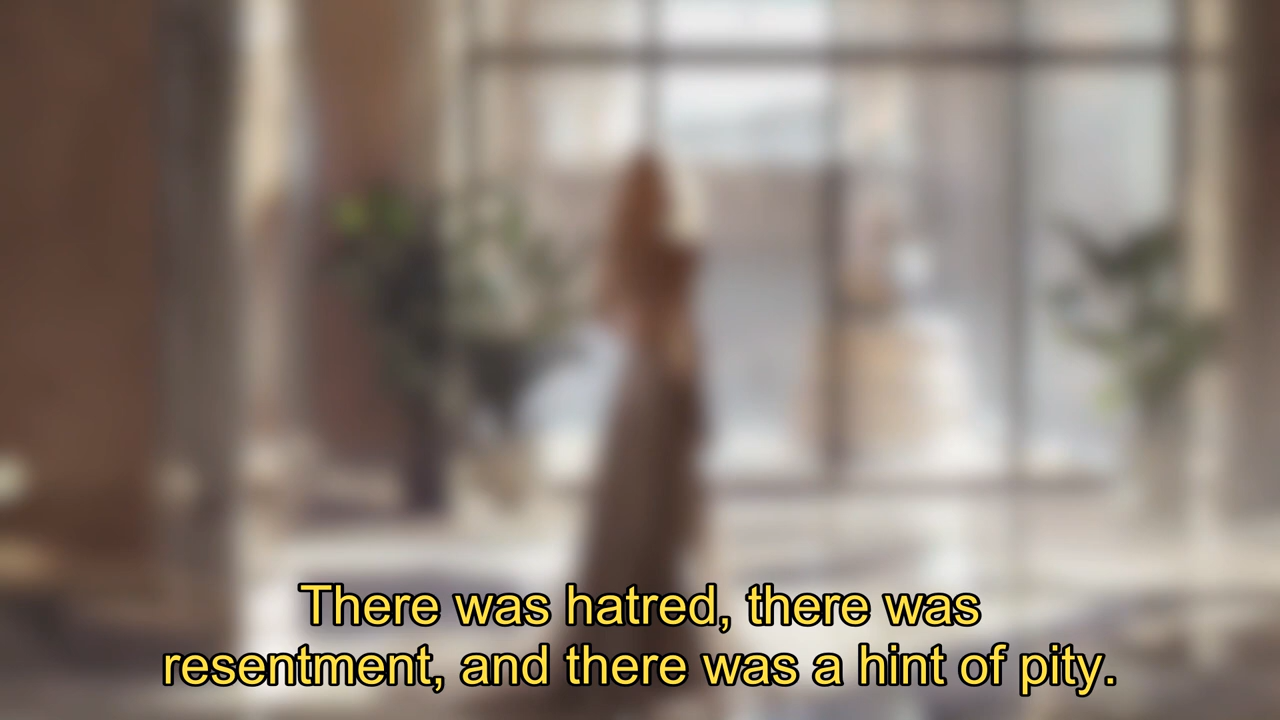 There was hatred, there was
resentment, and there was a hint of pity.